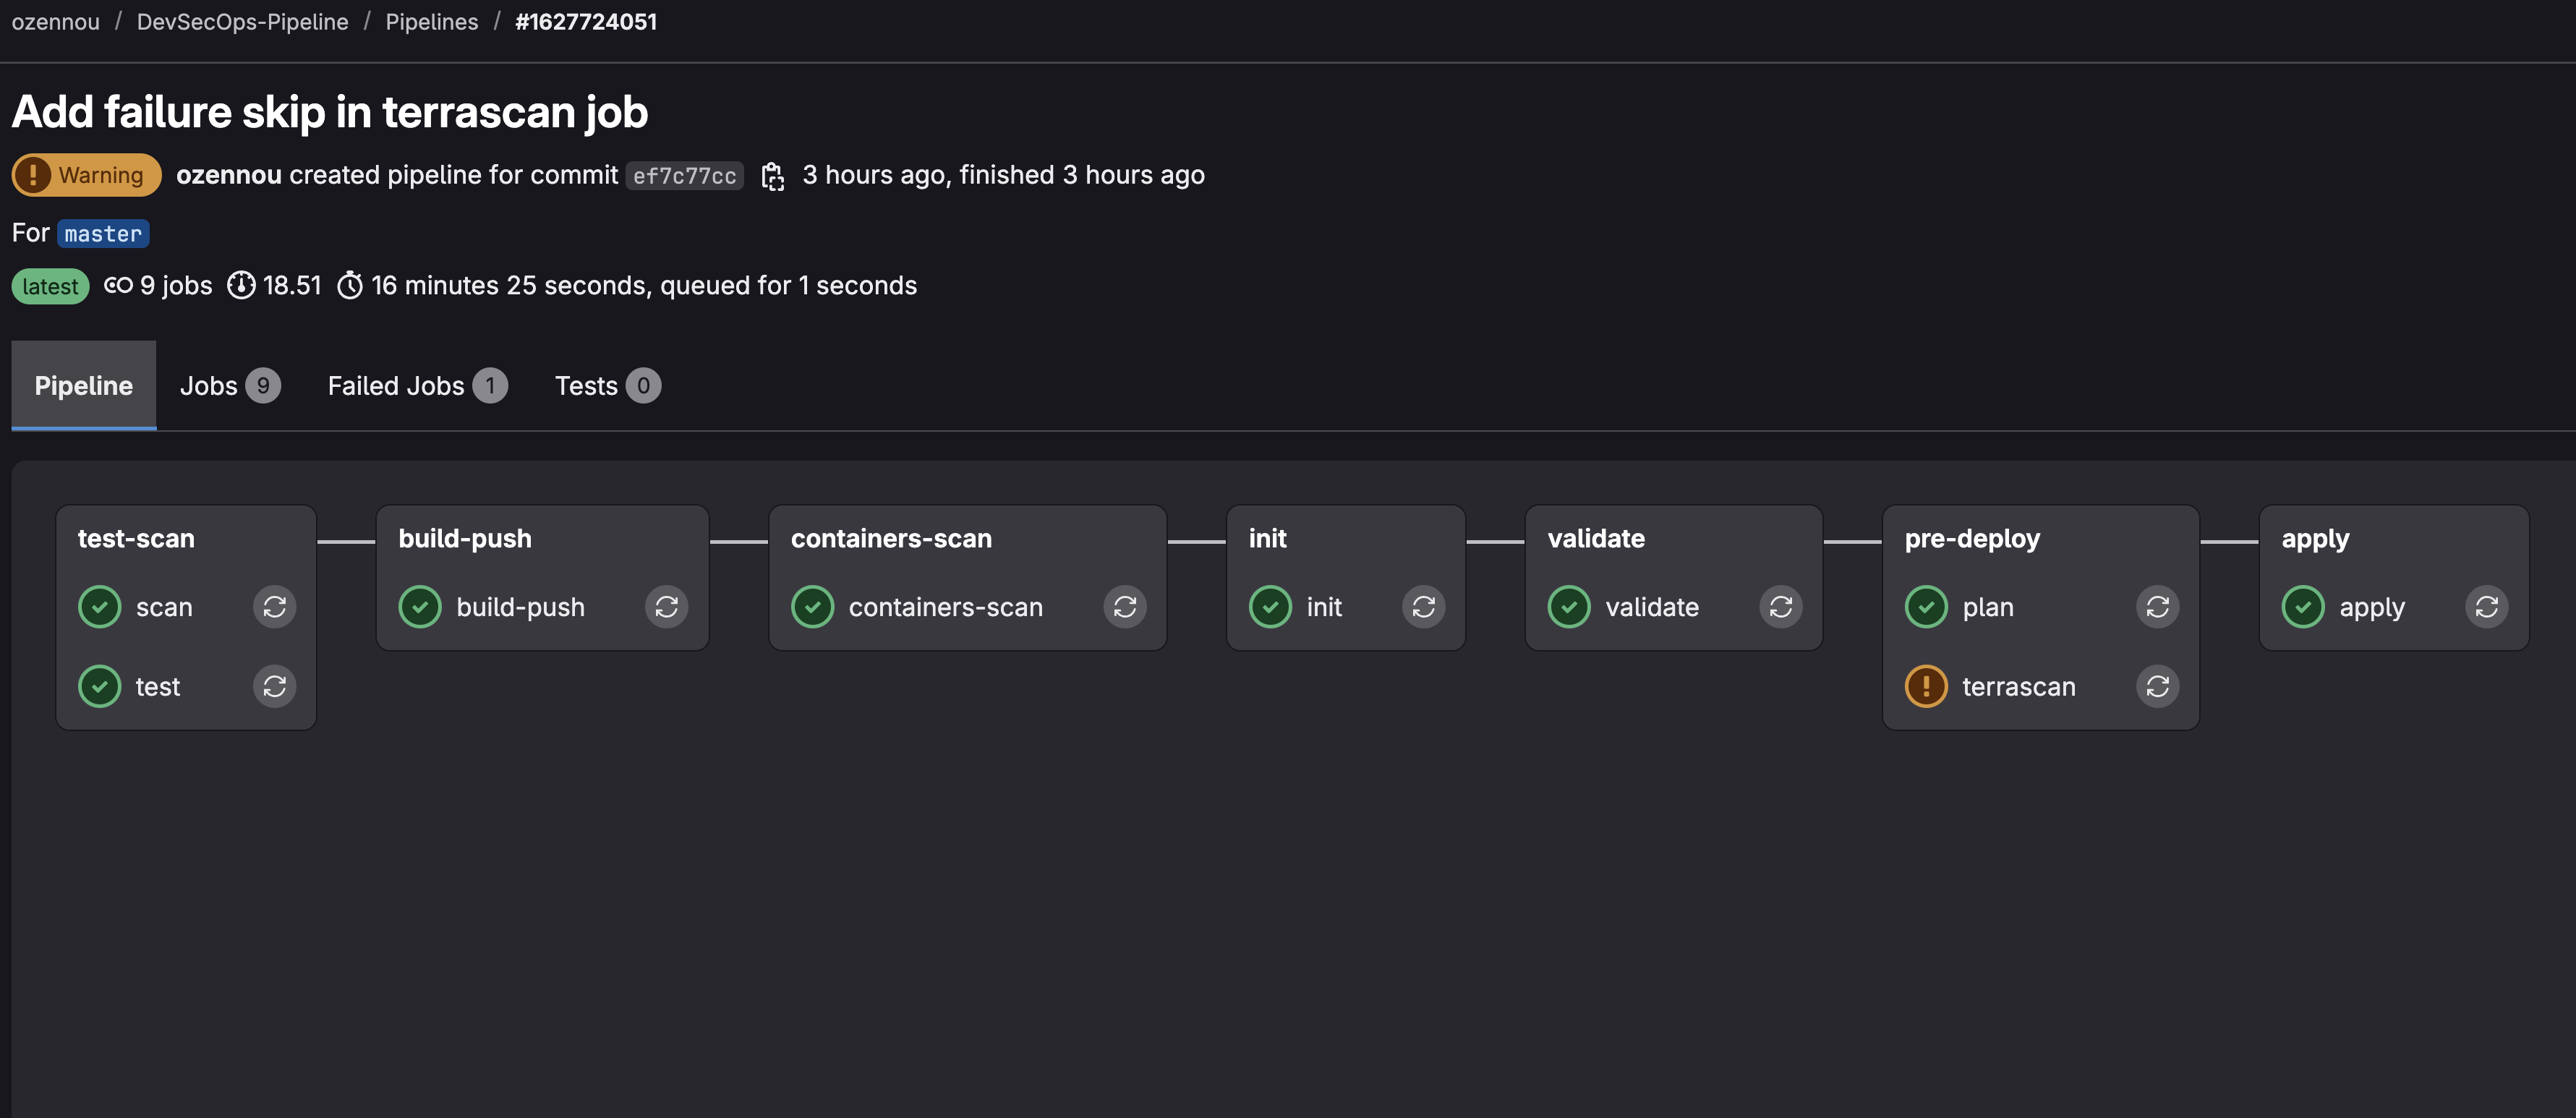 ozennou / DevSecOps-Pipeline / Pipelines / #1627724051
Add failure skip in terrascan job
Warning ozennou created pipeline for commit ef7c77cc 3 hours ago, finished 3 hours ago
For master
latest 9 jobs 18.51 16 minutes 25 seconds, queued for 1 seconds
Pipeline Jobs 9 Failed Jobs 1 Tests 0
test-scan
scan
test
build-push
build-push
containers-scan
containers-scan
init
init
validate
validate
pre-deploy
plan
terrascan
apply
apply